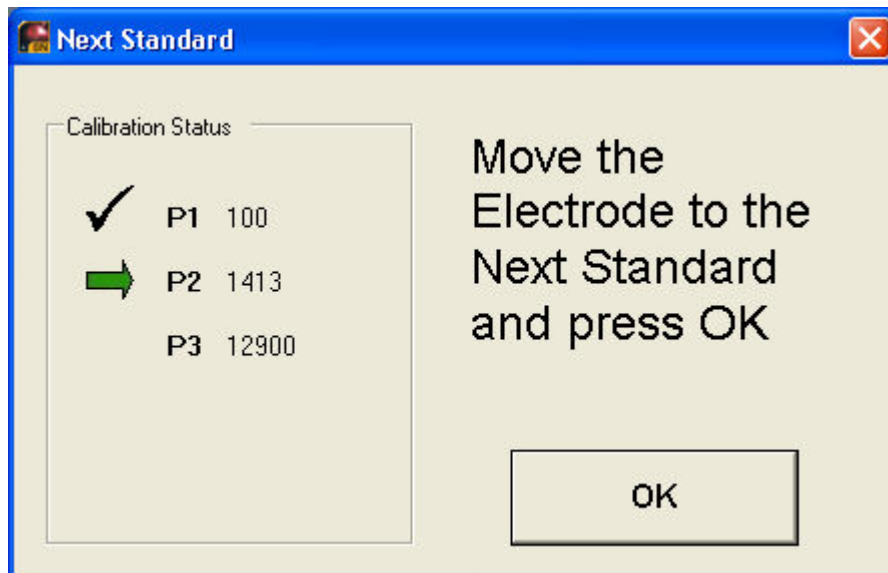 Next Standard
Calibration Status
P1 100
P2 1413
P3 12900
Move the
Electrode to the
Next Standard
and press OK
OK